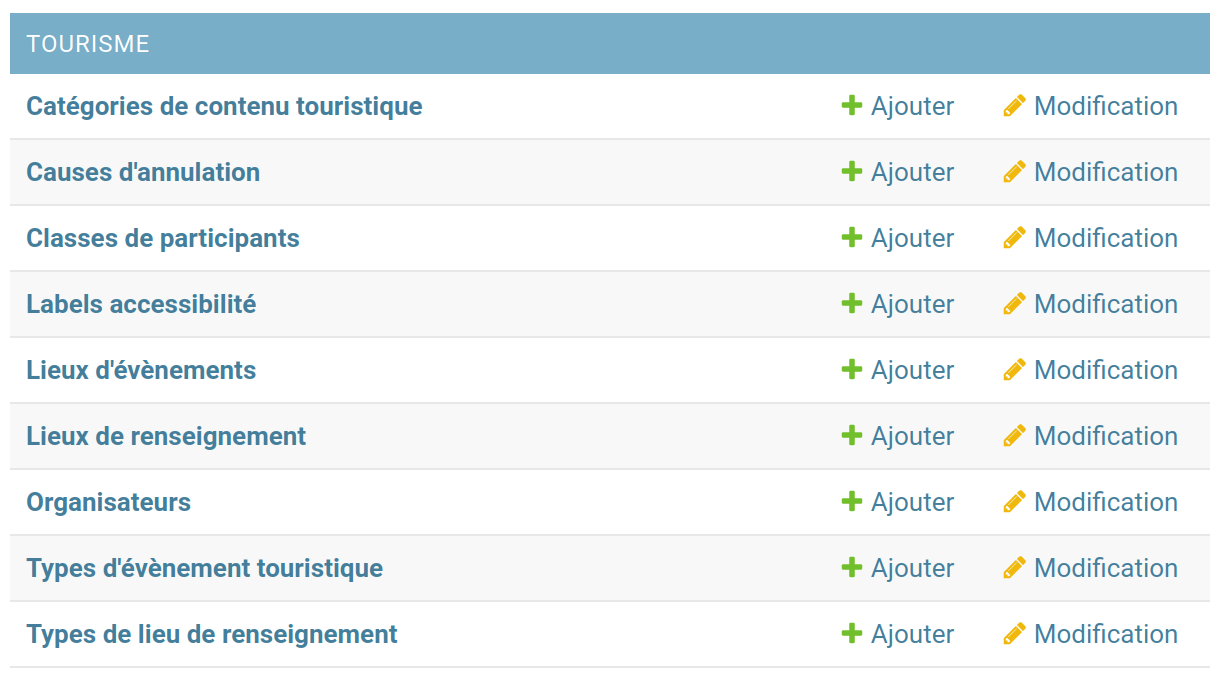 TOURISME
Catégories de contenu touristique Ajouter Modification
Causes d'annulation Ajouter Modification
Classes de participants Ajouter Modification
Labels accessibilité Ajouter Modification
Lieux d'évènements Ajouter Modification
Lieux de renseignement Ajouter Modification
Organisateurs Ajouter Modification
Types d'évènement touristique Ajouter Modification
Types de lieu de renseignement Ajouter Modification